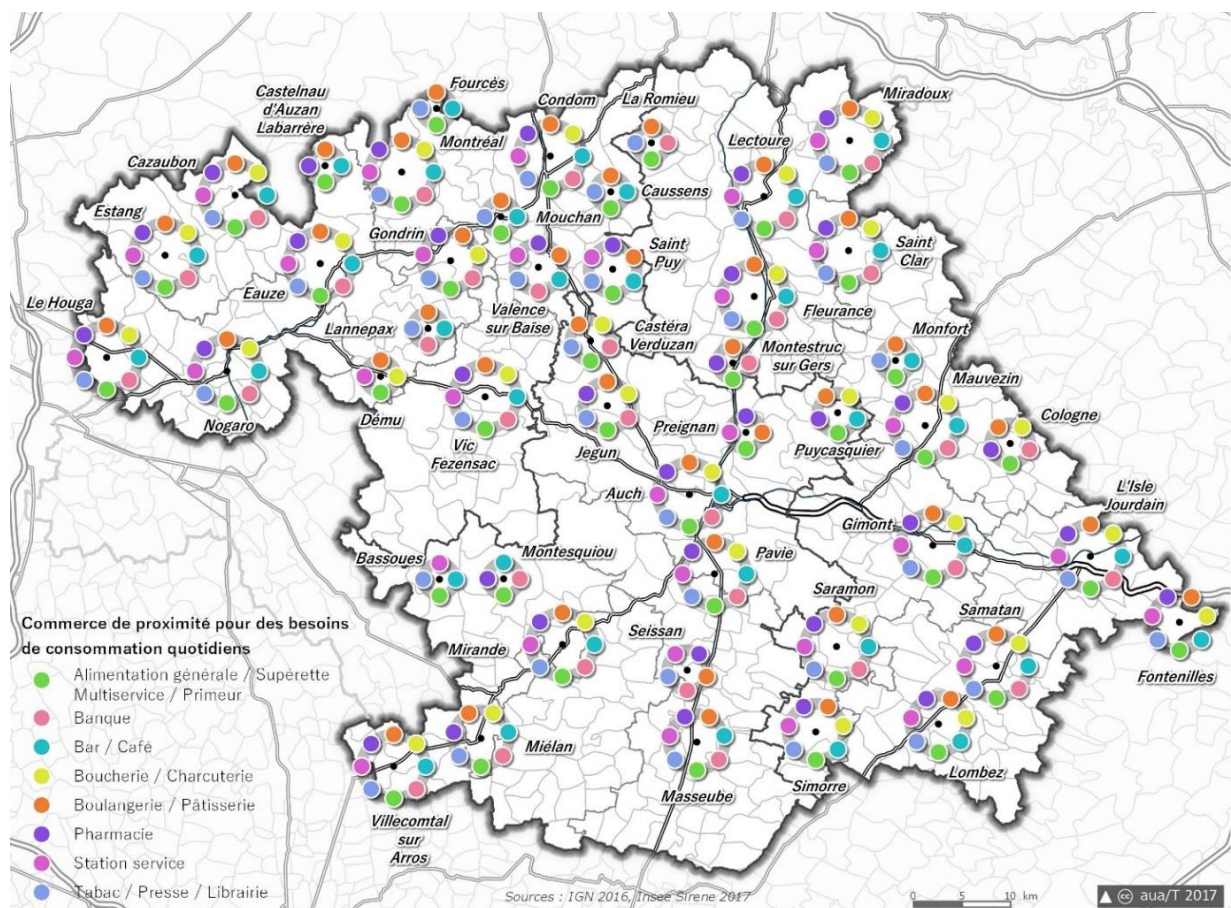 Fourcès
Castelnau
d'Auzan
Labarrère
Condom
La Romieu
Miradoux
Montréal
Lectoure
Cazaubon
Caussens
Estang
Gondrin
Mouchan
Saint
Puy
Saint
Clar
Eauze
Le Houga
Lannepax
Valence
sur Baïse
Fleurance
Castéra
Verduzan
Monfort
Montestruc
sur Gers
Mauvezin
Nogaro
Dému
Vic
Fezensac
Jegun
Preignan
Puycasquier
Cologne
Auch
L'Isle
Jourdain
Gimont
Bassoues
Montesquiou
Pavie
Saramon
Samatan
Commerce de proximité pour des besoins
de consommation quotidiens
Mirande
Seissan
Fontenilles
Alimentation générale / Supérette
Multiservice / Primeur
Banque
Bar / Café
Boucherie / Charcuterie
Boulangerie / Pâtisserie
Pharmacie
Station service
Tabac / Presse / Librairie
Miélan
Masseube
Simorre
Lombez
Villecomtal
sur
Arros
Sources : IGN 2016, Insee Sirene 2017
0 5 10 km
cc aua/T 2017